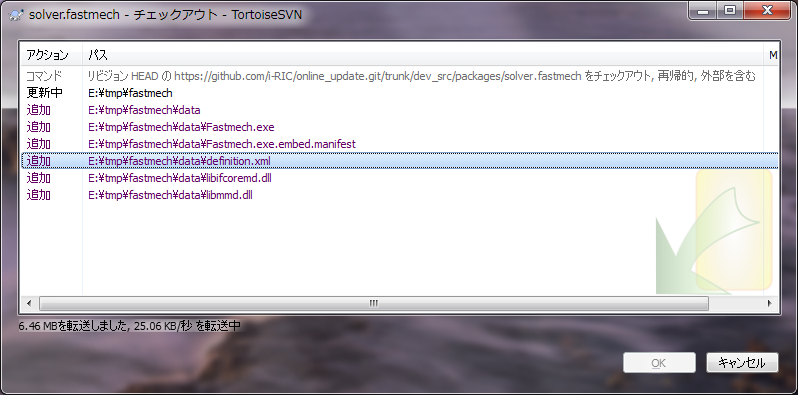 solver.fastmech - チェックアウト - TortoiseSVN
アクション パス M
コマンド リビジョン HEAD の https://github.com/i-RIC/online_update.git/trunk/dev_src/packages/solver.fastmech をチェックアウト, 再帰的, 外部を含む
更新中 E:¥tmp¥fastmech
追加 E:¥tmp¥fastmech¥data
追加 E:¥tmp¥fastmech¥data¥Fastmech.exe
追加 E:¥tmp¥fastmech¥data¥Fastmech.exe.embed.manifest
追加 E:¥tmp¥fastmech¥data¥definition.xml
追加 E:¥tmp¥fastmech¥data¥libifcoremd.dll
追加 E:¥tmp¥fastmech¥data¥libmmd.dll
6.46 MBを転送しました, 25.06 KB/秒 を転送中
OK キャンセル